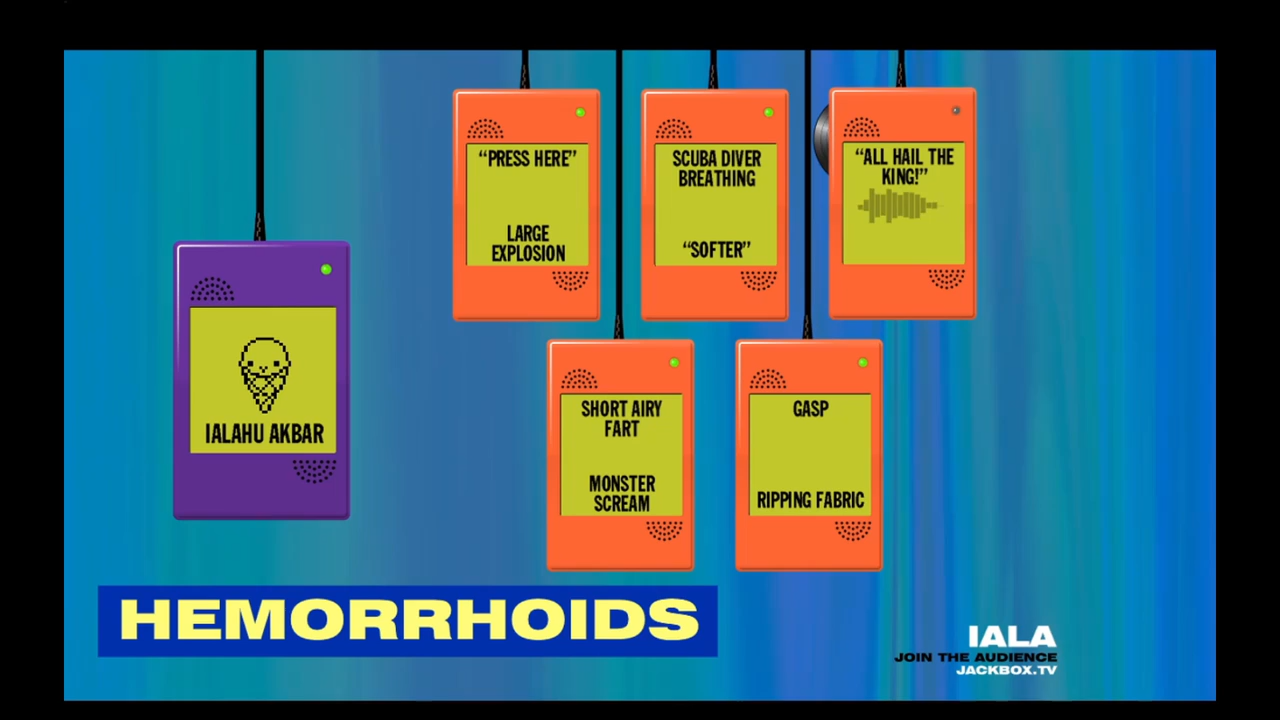 “PRESS HERE”
LARGE
EXPLOSION
SCUBA DIVER
BREATHING
“SOFTER”
“ALL HAIL THE
KING!”
IALAHU AKBAR
SHORT AIRY
FART
MONSTER
SCREAM
GASP
RIPPING FABRIC
HEMORRHOIDS
IALA
JOIN THE AUDIENCE
JACKBOX.TV